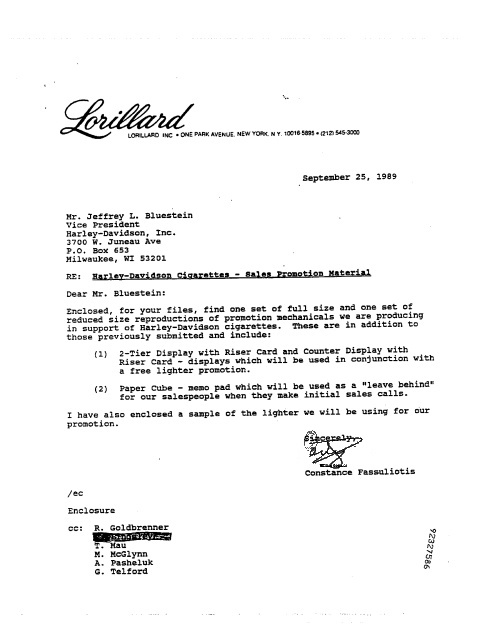 Lorillard
LORILLARD INC • ONE PARK AVENUE, NEW YORK, N.Y. 10016 5895 • (212) 545-3000
September 25, 1989
Mr. Jeffrey L. Bluestein
Vice President
Harley-Davidson, Inc.
3700 W. Juneau Ave
P.O. Box 653
Milwaukee, WI 53201
RE: Harley-Davidson Cigarettes - Sales Promotion Material
Dear Mr. Bluestein:
Enclosed, for your files, find one set of full size and one set of
reduced size reproductions of promotion mechanicals we are producing
in support of Harley-Davidson cigarettes. These are in addition to
those previously submitted and include:
(1) 2-Tier Display with Riser Card and Counter Display with
Riser Card - displays which will be used in conjunction with
a free lighter promotion.
(2) Paper Cube - memo pad which will be used as a "leave behind"
for our salespeople when they make initial sales calls.
I have also enclosed a sample of the lighter we will be using for our
promotion.
Sincerely,
Constance Fassuliotis
/ec
Enclosure
cc: R. Goldbrenner
T. Mau
M. McGlynn
A. Pasheluk
G. Telford
92327586